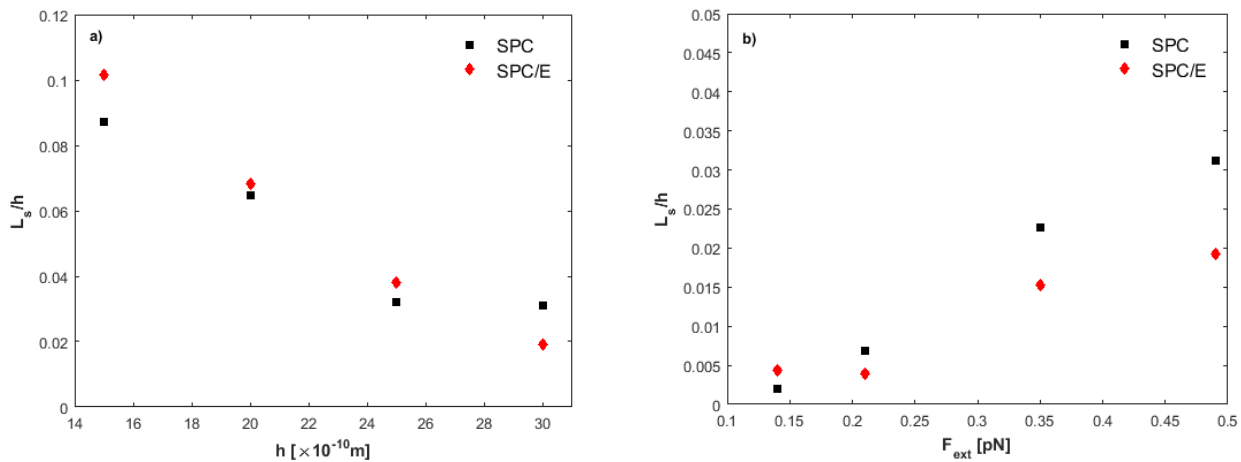 a)
SPC
SPC/E
0.12
0.1
0.08
0.06
0.04
0.02
0
L_s/h
14 16 18 20 22 24 26 28 30
h [×10^-10m]
b)
SPC
SPC/E
0.05
0.045
0.04
0.035
0.03
0.025
0.02
0.015
0.01
0.005
0
L_s/h
0.1 0.15 0.2 0.25 0.3 0.35 0.4 0.45 0.5
F_ext [pN]